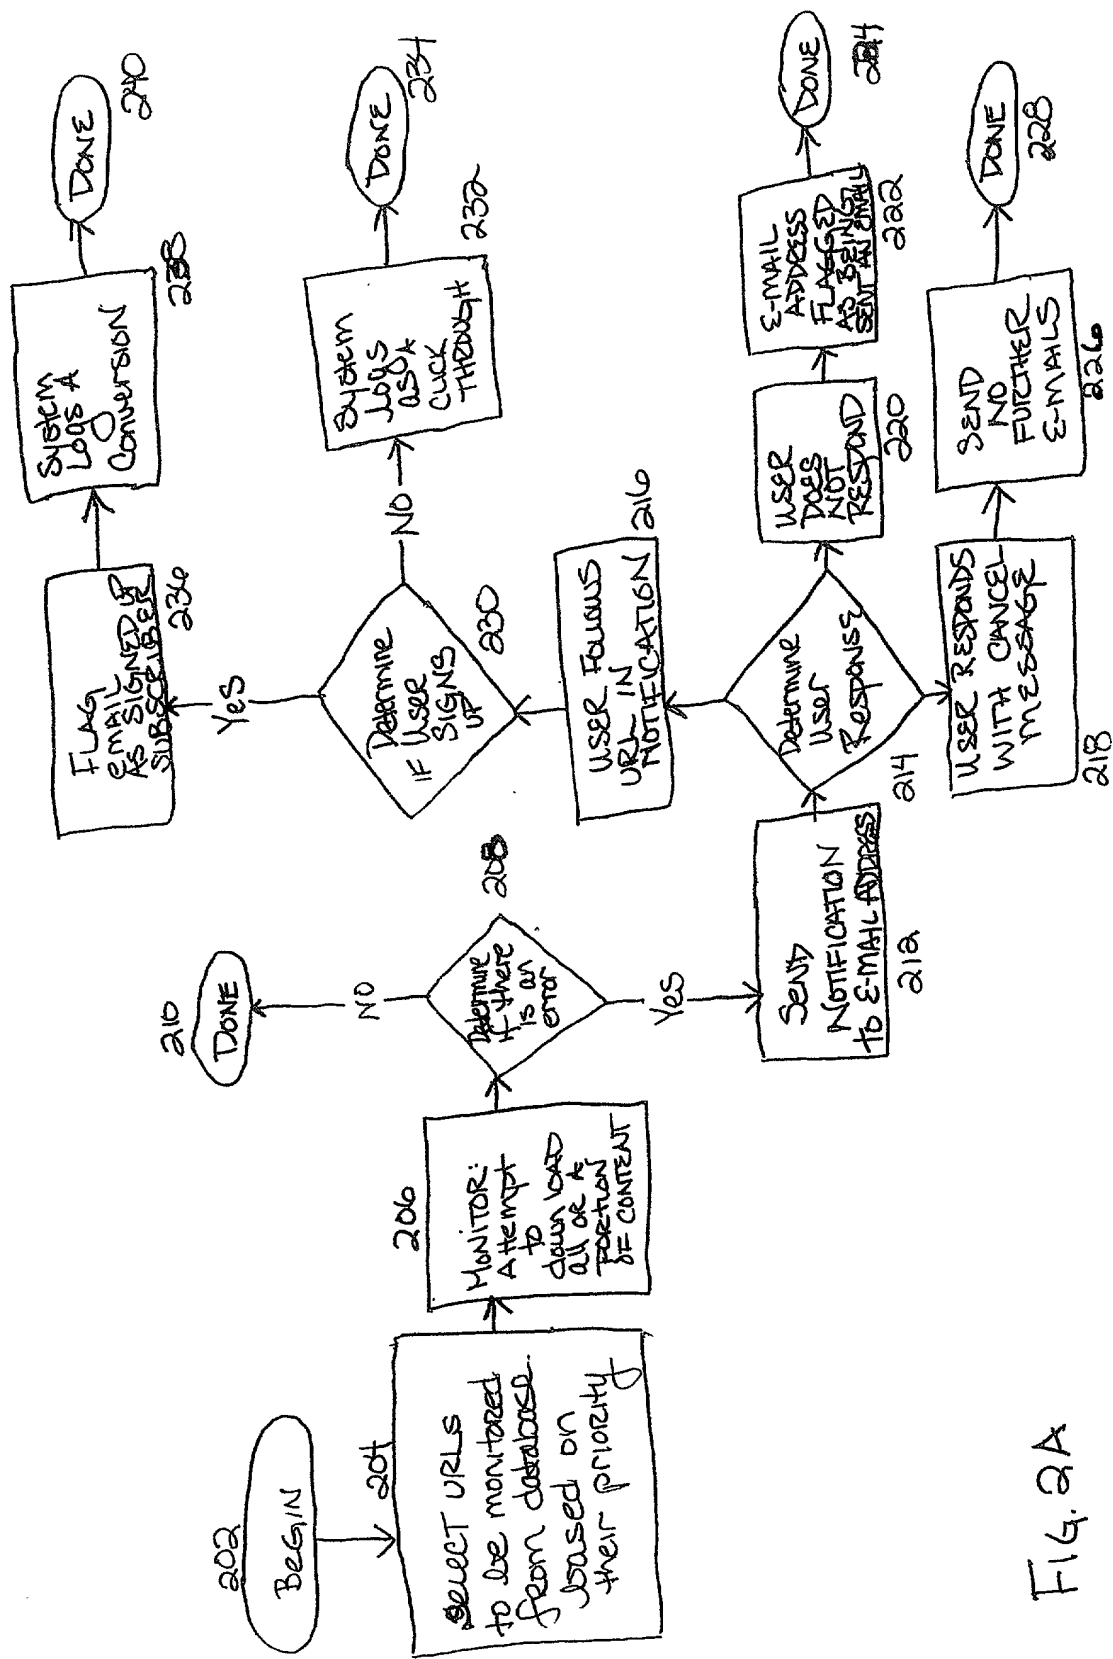 202
BEGIN
204
SELECT URLs
to be monitored
from database
based on
their priority
206
MONITOR:
Attempt
to
download
all OR A
PORTION
OF CONTENT
208
Determine
if there
is an
error
NO
210
DONE
Yes
SEND
NOTIFICATION
to E-MAIL ADDRESS
212
Determine
User
Response
214
USER FOLLOWS
URL IN
NOTIFICATION
216
USER RESPONDS
WITH CANCEL
MESSAGE
218
USER
DOES
NOT
RESPOND
220
E-MAIL
ADDRESS
FLAGGED
AS BEING
SENT AN EMAIL
222
DONE
SEND
NO
FURTHER
E-MAILS
226
DONE
228
Determine
IF User
SIGNS
UP
230
NO
System
logs
as A
CLICK
THROUGH
232
DONE
234
Yes
FLAG
EMAIL
AS SIGNED UP
SUBSCRIBER
236
System
Logs A
Conversion
238
DONE
240
FIG. 2A